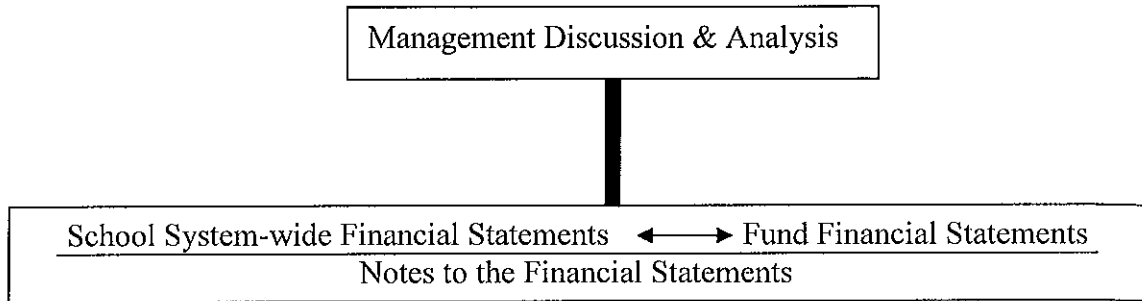 Management Discussion & Analysis
School System-wide Financial Statements Fund Financial Statements
Notes to the Financial Statements